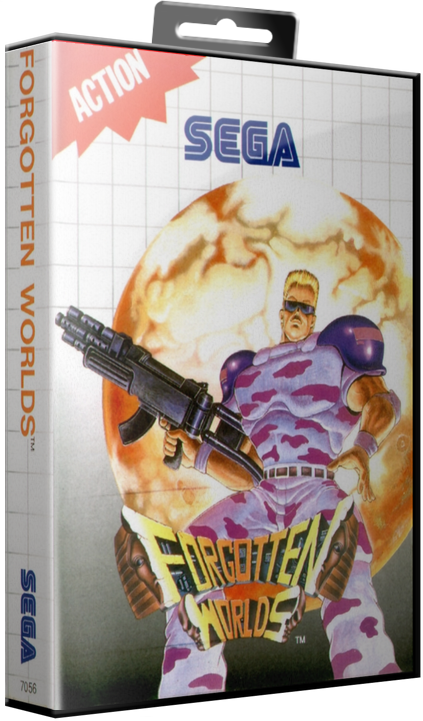 FORGOTTEN WORLDS™
SEGA
7056
ACTION
SEGA
FORGOTTEN
WORLDS
TM